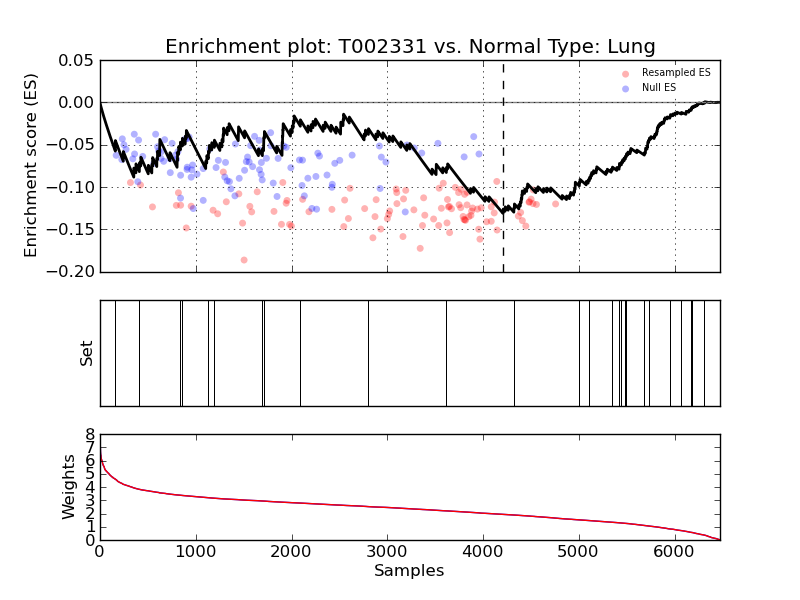 Enrichment plot: T002331 vs. Normal Type: Lung
Enrichment score (ES)
0.05
0.00
−0.05
−0.10
−0.15
−0.20
Resampled ES
Null ES
Set
Weights
8
7
6
5
4
3
2
1
0
0 1000 2000 3000 4000 5000 6000
Samples